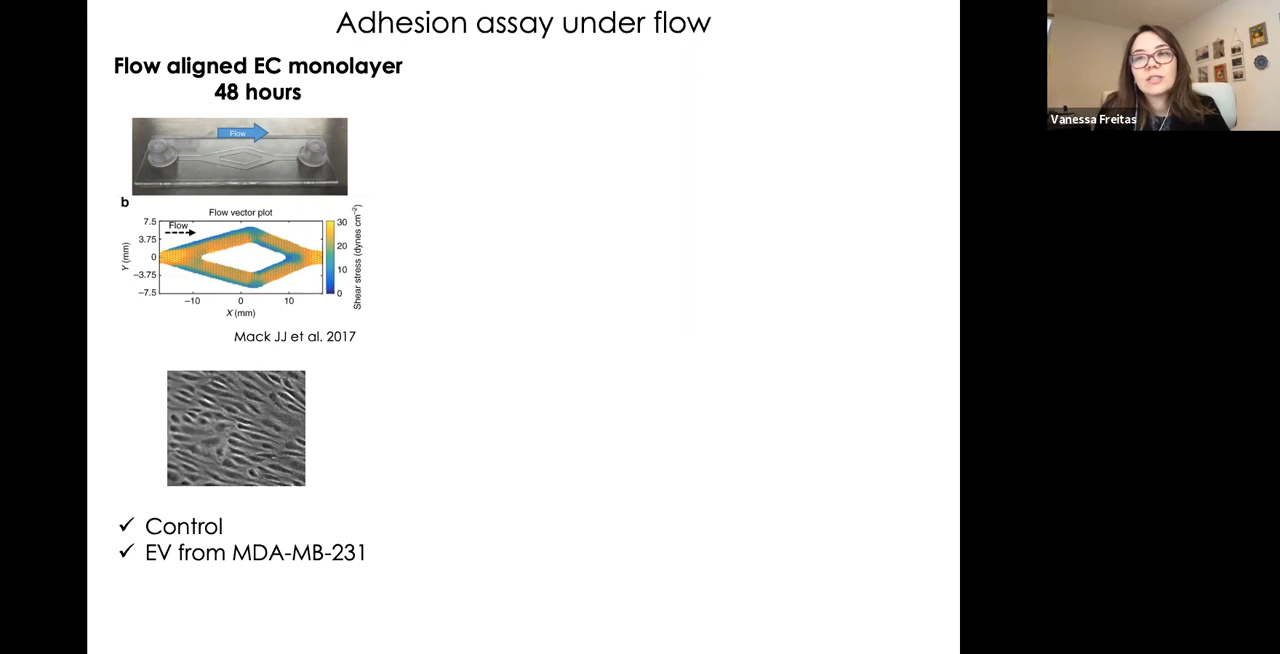 Adhesion assay under flow
Flow aligned EC monolayer
48 hours
Flow
b
Flow vector plot
Flow
7.5
3.75
0
−3.75
−7.5
Y (mm)
−10
0
10
X (mm)
30
20
10
0
Shear stress (dynes cm⁻²)
Mack JJ et al. 2017
✓ Control
✓ EV from MDA-MB-231
Vanessa Freitas